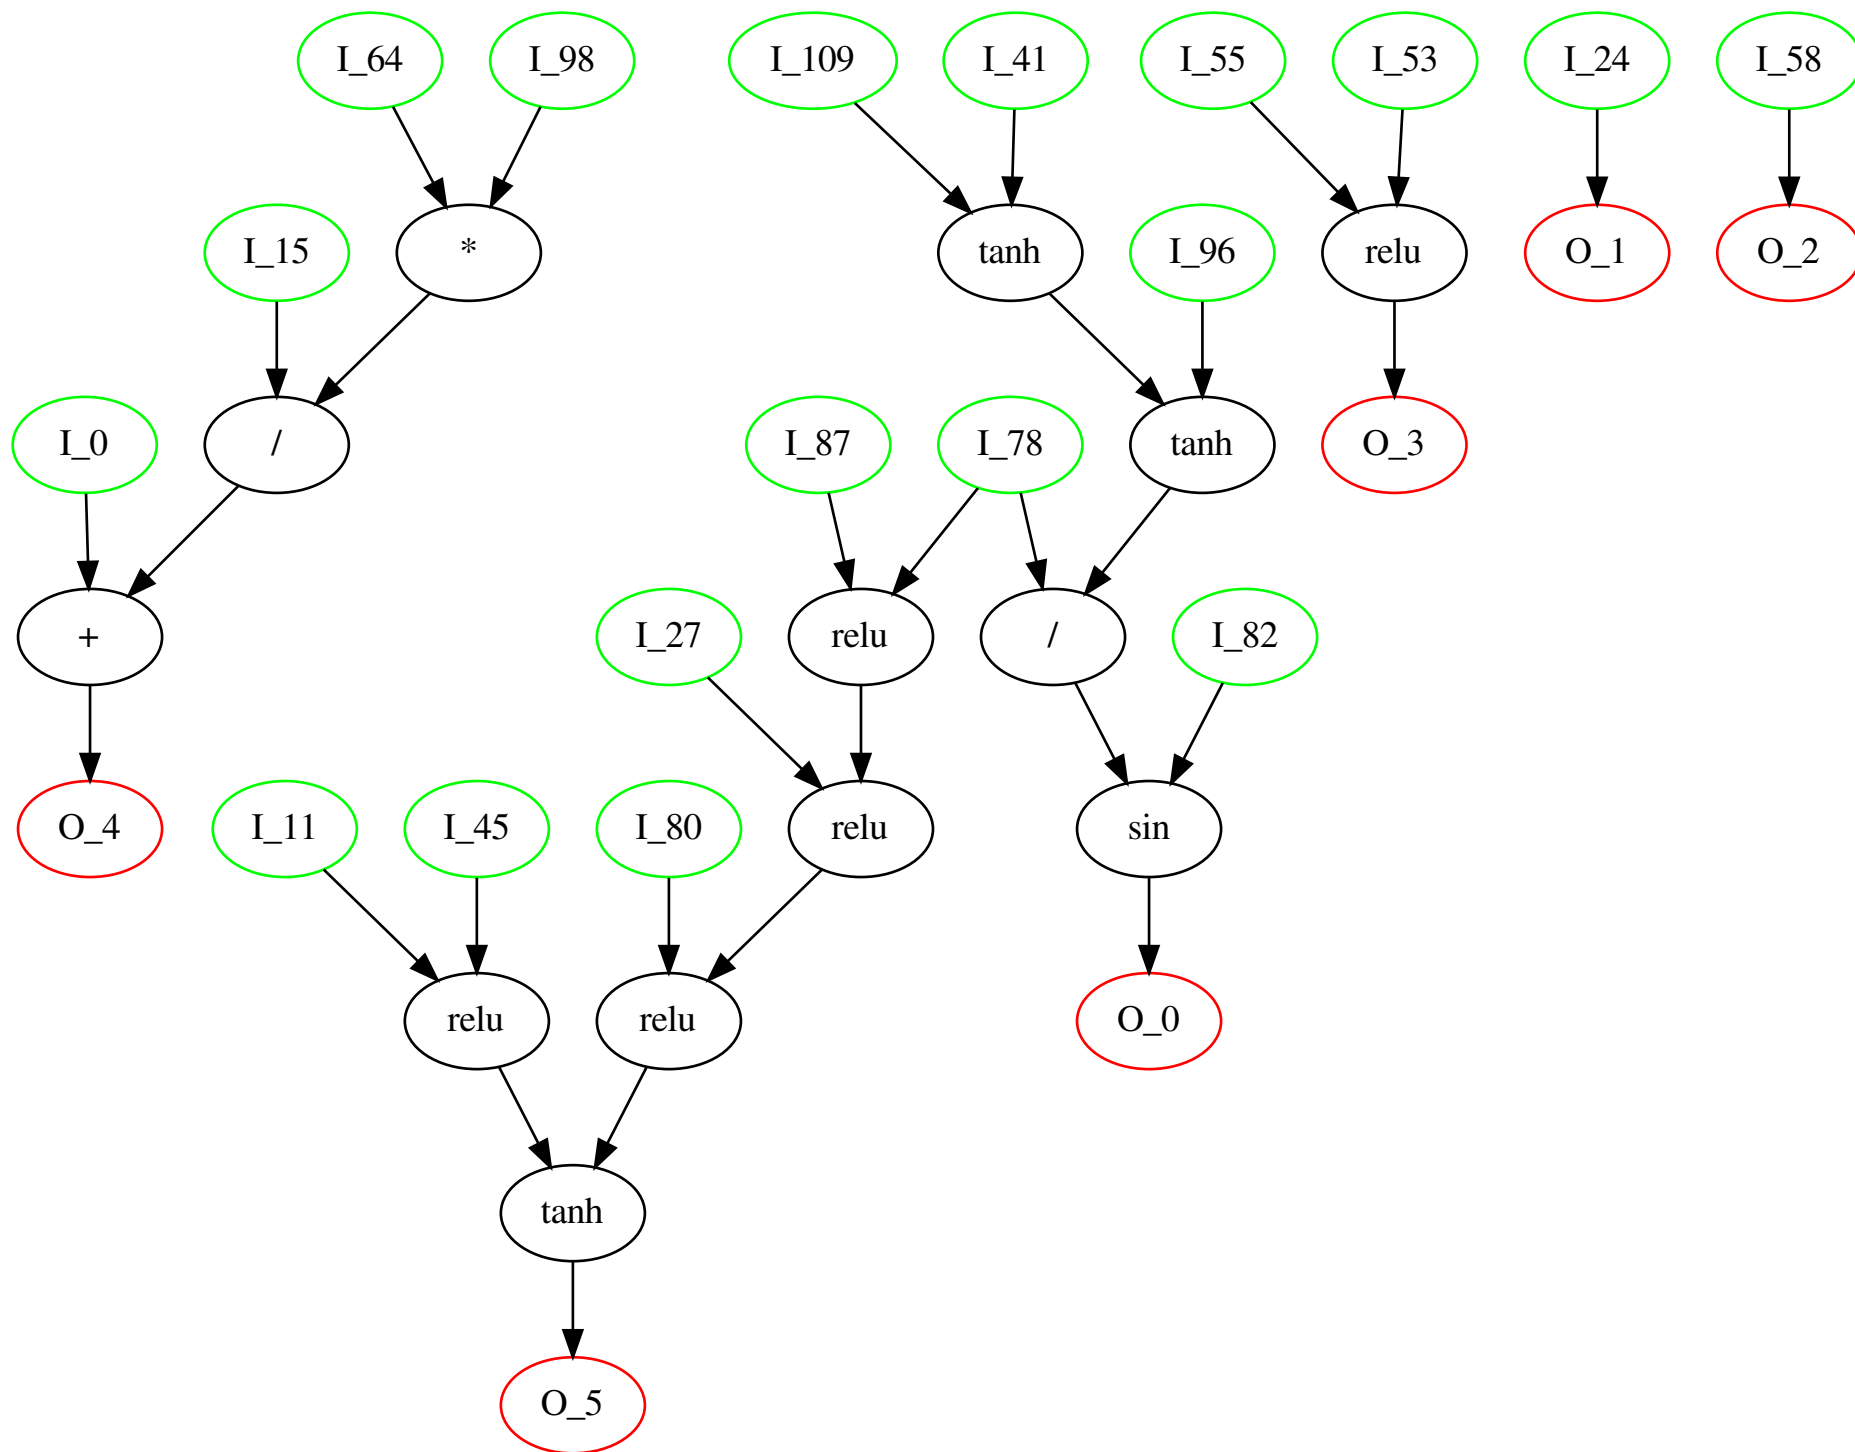 I_64 I_98 I_109 I_41 I_55 I_53 I_24 I_58
I_15 * tanh I_96 relu O_1 O_2
I_0 / I_87 I_78 tanh O_3
+ I_27 relu / I_82
O_4 I_11 I_45 I_80 relu sin
relu relu O_0
tanh
O_5